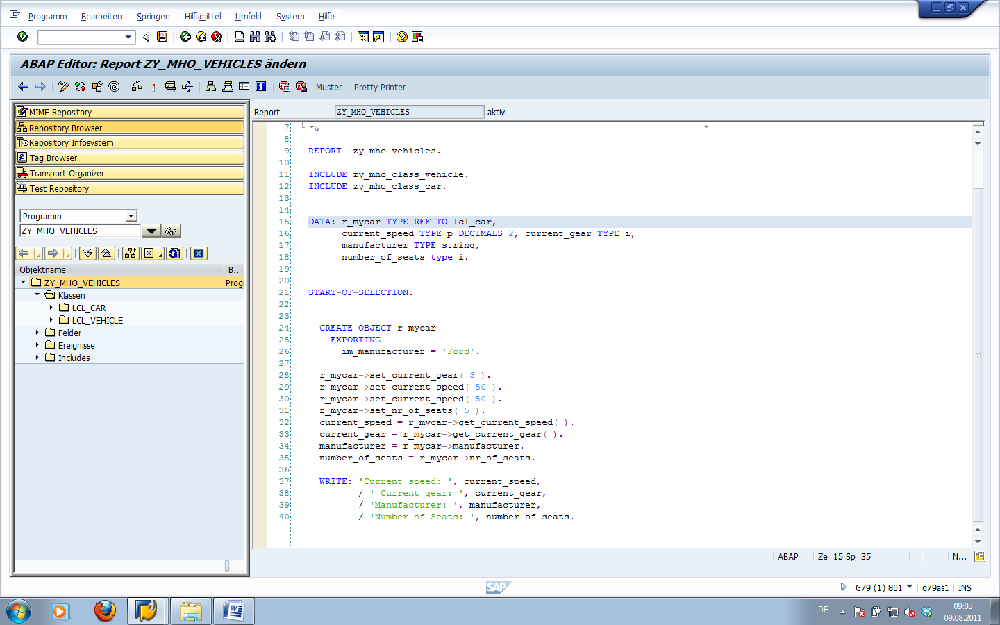 Programm Bearbeiten Springen Hilfsmittel Umfeld System Hilfe
ABAP Editor: Report ZY_MHO_VEHICLES ändern
Muster Pretty Printer
MIME Repository
Repository Browser
Repository Infosystem
Tag Browser
Transport Organizer
Test Repository
Programm
ZY_MHO_VEHICLES
Objektname B..
ZY_MHO_VEHICLES Progr
Klassen
LCL_CAR
LCL_VEHICLE
Felder
Ereignisse
Includes
Report ZY_MHO_VEHICLES aktiv
7 *&---------------------------------------------------------------------*
8
9 REPORT  zy_mho_vehicles.
10
11 INCLUDE zy_mho_class_vehicle.
12 INCLUDE zy_mho_class_car.
13
14
15 DATA: r_mycar TYPE REF TO lcl_car,
16       current_speed TYPE p DECIMALS 2, current_gear TYPE i,
17       manufacturer TYPE string,
18       number_of_seats type i.
19
20
21 START-OF-SELECTION.
22
23
24   CREATE OBJECT r_mycar
25     EXPORTING
26       im_manufacturer = 'Ford'.
27
28   r_mycar->set_current_gear( 3 ).
29   r_mycar->set_current_speed( 50 ).
30   r_mycar->set_current_speed( 50 ).
31   r_mycar->set_nr_of_seats( 5 ).
32   current_speed = r_mycar->get_current_speed( ).
33   current_gear = r_mycar->get_current_gear( ).
34   manufacturer = r_mycar->manufacturer.
35   number_of_seats = r_mycar->nr_of_seats.
36
37   WRITE: 'Current speed: ', current_speed,
38          / ' Current gear: ', current_gear,
39          / 'Manufacturer: ', manufacturer,
40          / 'Number of Seats: ', number_of_seats.
ABAP Ze 15 Sp 35 N...
SAP G79 (1) 801 g79as1 INS
DE 09:03
09.08.2011